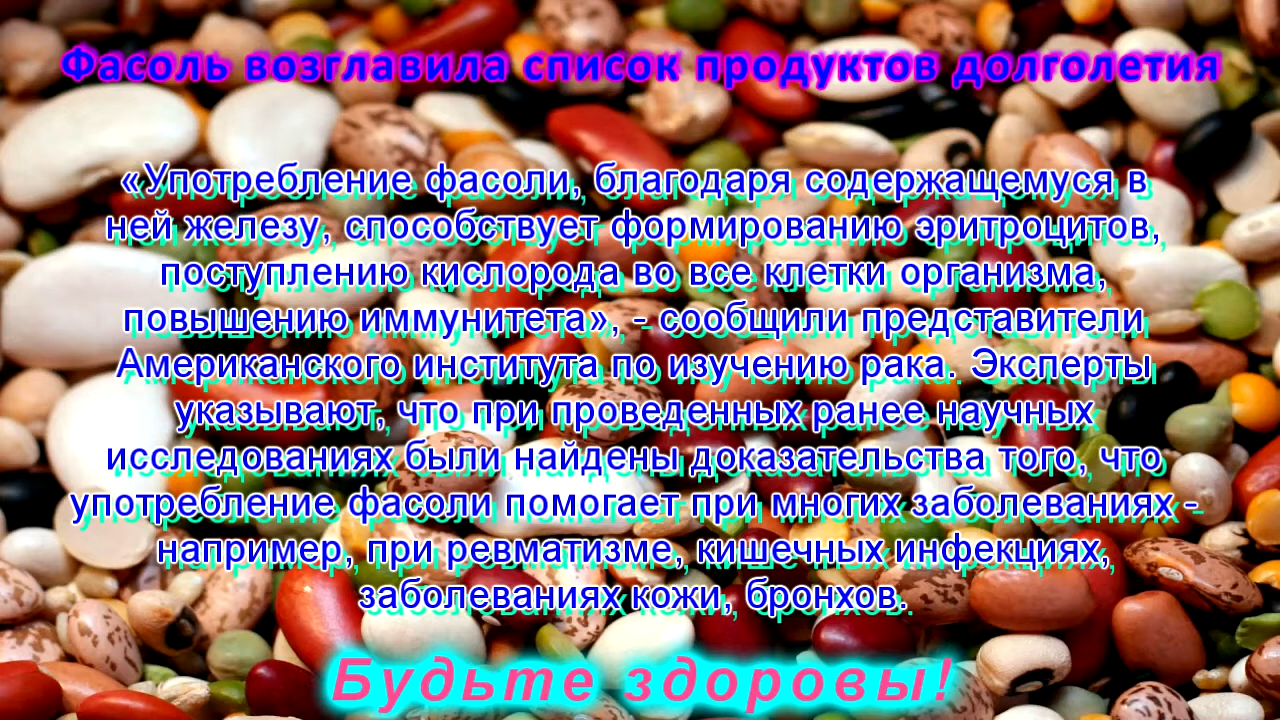 Фасоль возглавила список продуктов долголетия
«Употребление фасоли, благодаря содержащемуся в
ней железу, способствует формированию эритроцитов,
поступлению кислорода во все клетки организма,
повышению иммунитета», - сообщили представители
Американского института по изучению рака. Эксперты
указывают, что при проведенных ранее научных
исследованиях были найдены доказательства того, что
употребление фасоли помогает при многих заболеваниях -
например, при ревматизме, кишечных инфекциях,
заболеваниях кожи, бронхов.
Будьте здоровы!